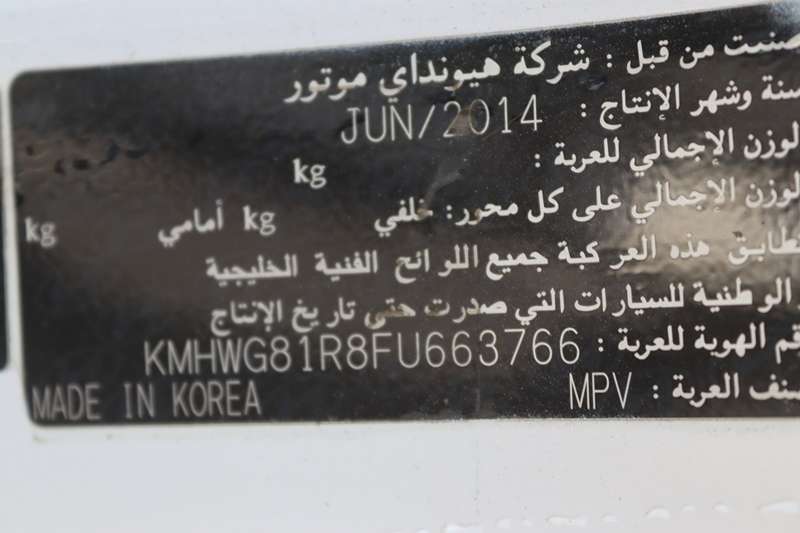 صنعت من قبل : شركة هيونداي موتور
سنة وشهر الإنتاج : JUN/2014
الوزن الإجمالي للعربة :
kg
الوزن الإجمالي على كل محور: خلفي kg أمامي kg
تطابق هذه المركبة جميع اللوائح الفنية الخليجية
الوطنية للسيارات التي صدرت حتى تاريخ الإنتاج
رقم الهوية للعربة : KMHWG81R8FU663766
صنف العربة : MPV
MADE IN KOREA